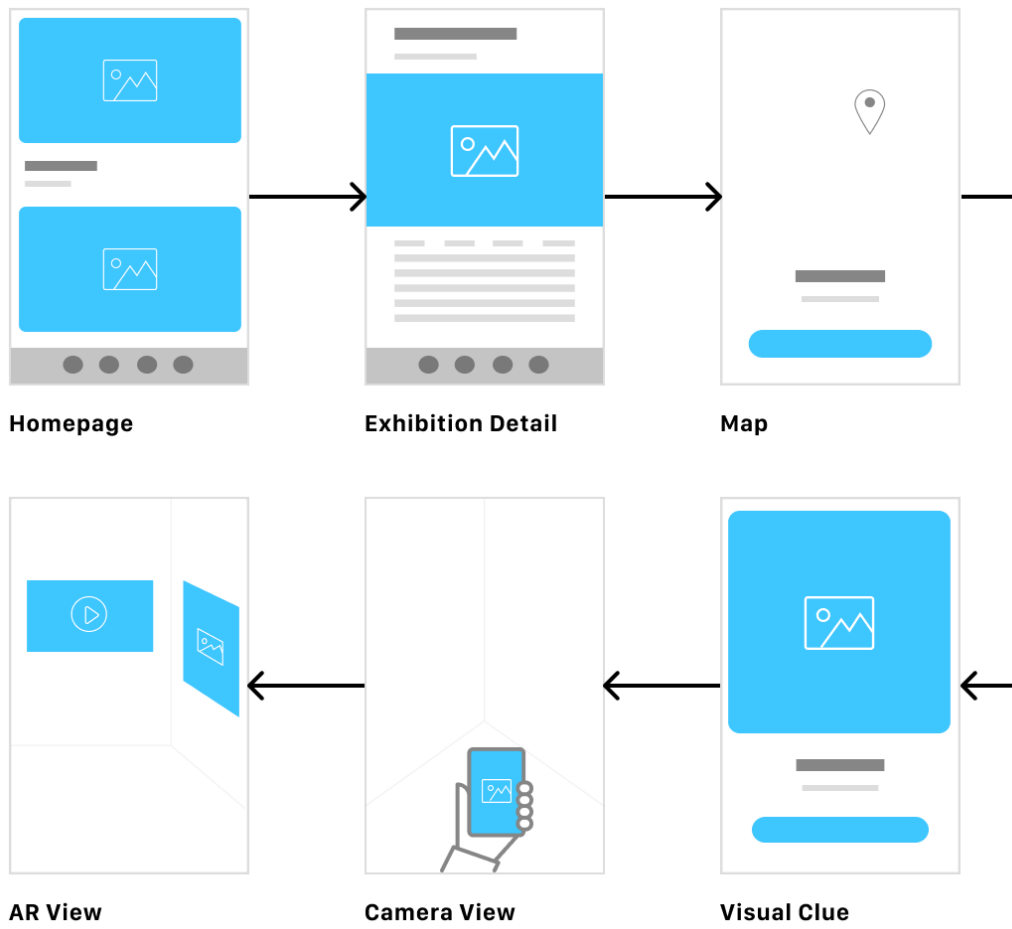 Homepage
Exhibition Detail
Map
AR View
Camera View
Visual Clue